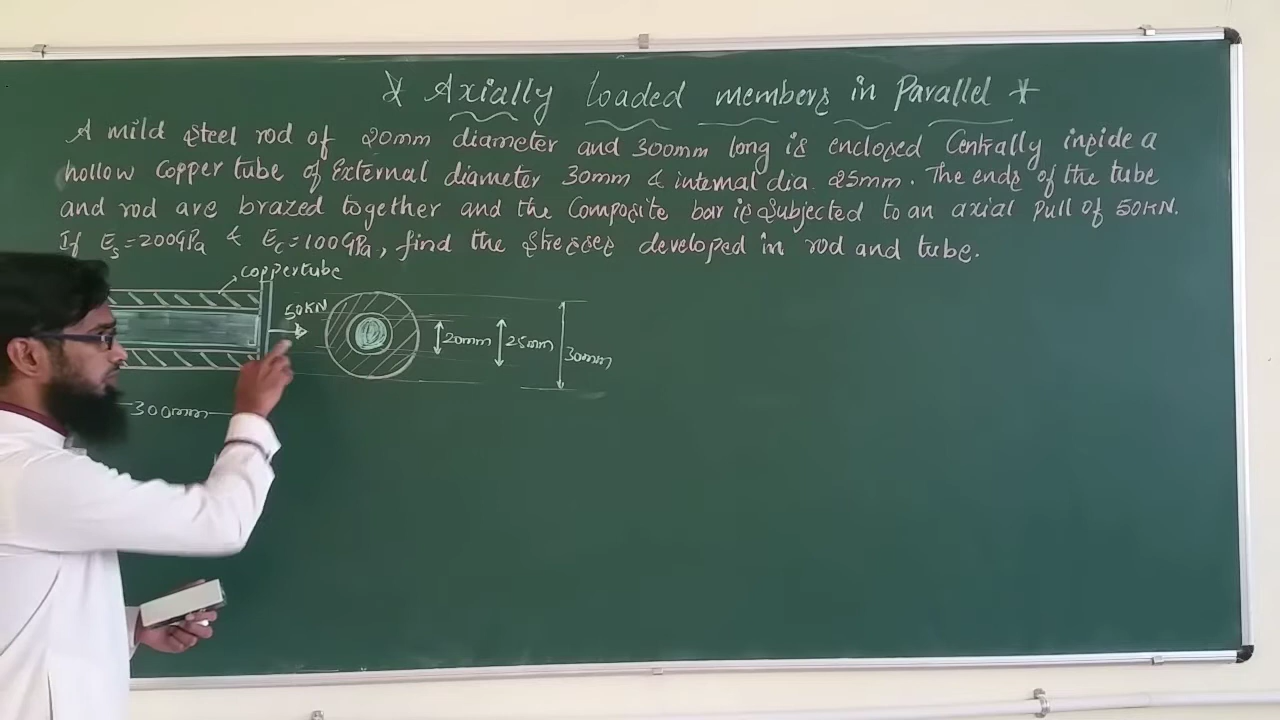 * Axially loaded members in Parallel *
A mild steel rod of 20mm diameter and 300mm long is enclosed centrally inside a
hollow copper tube of External diameter 30mm & internal dia. 25mm. The ends of the tube
and rod are brazed together and the Composite bar is subjected to an axial pull of 50KN.
If Es=200GPa & Ec=100GPa, find the stresses developed in rod and tube.
copper tube
50KN
20mm
25mm
30mm
300mm